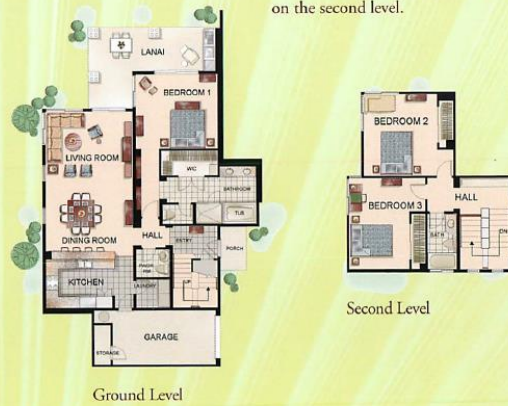 on the second level.
LANAI
BEDROOM 1
LIVING ROOM
WIC
BATHROOM
TUB
DINING ROOM
HALL
ENTRY
PORCH
KITCHEN
LAUNDRY
GARAGE
STORAGE
Ground Level
BEDROOM 2
BEDROOM 3
HALL
BATH
DN
Second Level